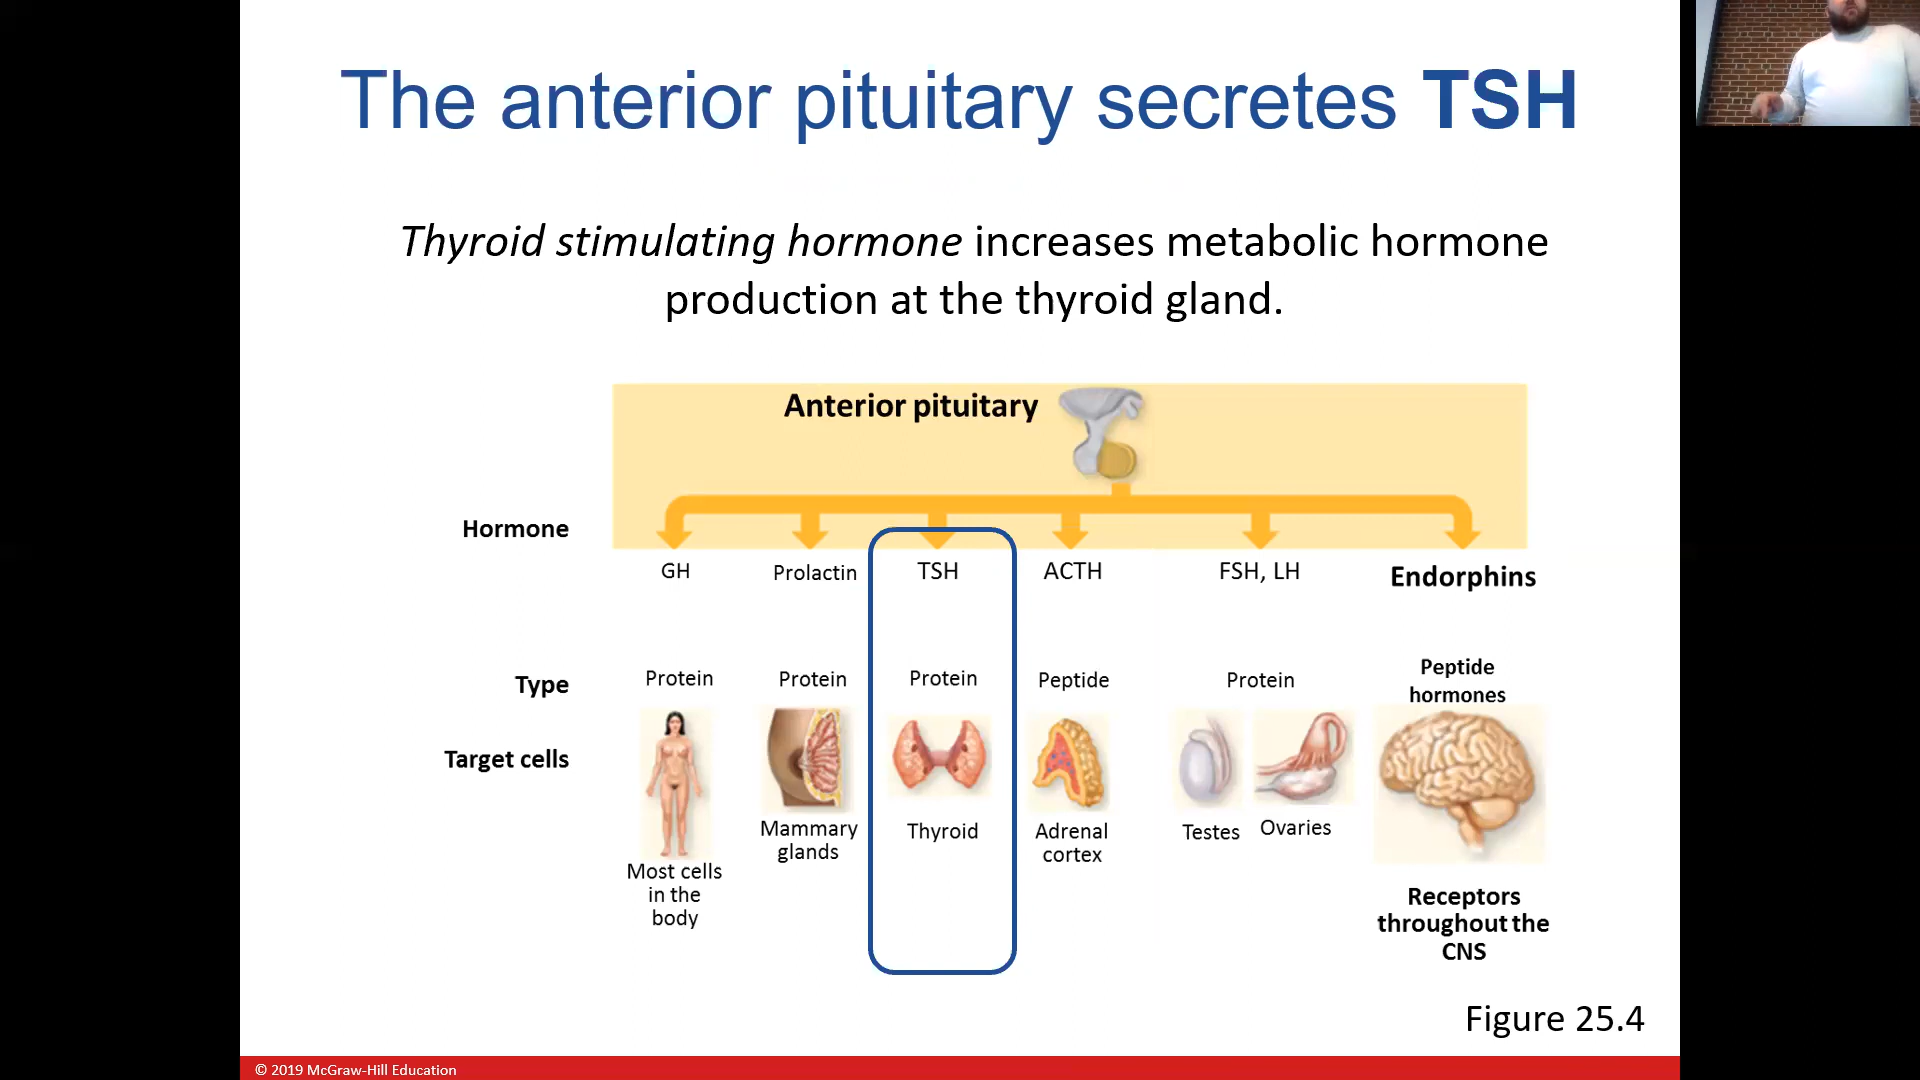 The anterior pituitary secretes TSH
Thyroid stimulating hormone increases metabolic hormone
production at the thyroid gland.
Anterior pituitary
Hormone
GH
Prolactin
TSH
ACTH
FSH, LH
Endorphins
Type
Protein
Protein
Protein
Peptide
Protein
Peptide
hormones
Target cells
Most cells
in the
body
Mammary
glands
Thyroid
Adrenal
cortex
Testes
Ovaries
Receptors
throughout the
CNS
Figure 25.4
© 2019 McGraw-Hill Education